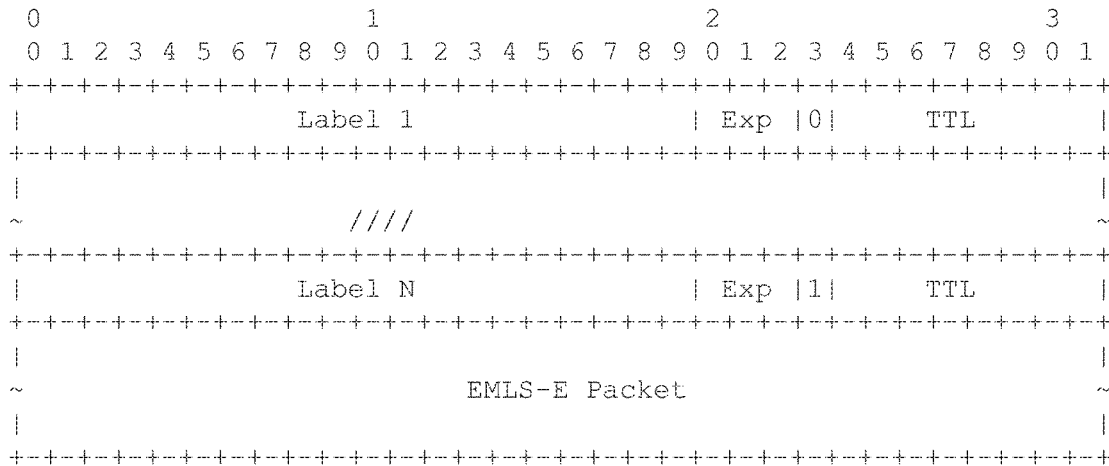 0                   1                   2                   3
 0 1 2 3 4 5 6 7 8 9 0 1 2 3 4 5 6 7 8 9 0 1 2 3 4 5 6 7 8 9 0 1
+-+-+-+-+-+-+-+-+-+-+-+-+-+-+-+-+-+-+-+-+-+-+-+-+-+-+-+-+-+-+-+-+
|                Label 1                | Exp |0|      TTL      |
+-+-+-+-+-+-+-+-+-+-+-+-+-+-+-+-+-+-+-+-+-+-+-+-+-+-+-+-+-+-+-+-+
|                                                               |
~                   ////                                        ~
+-+-+-+-+-+-+-+-+-+-+-+-+-+-+-+-+-+-+-+-+-+-+-+-+-+-+-+-+-+-+-+-+
|                Label N                | Exp |1|      TTL      |
+-+-+-+-+-+-+-+-+-+-+-+-+-+-+-+-+-+-+-+-+-+-+-+-+-+-+-+-+-+-+-+-+
|                                                               |
~                          EMLS-E Packet                        ~
|                                                               |
+-+-+-+-+-+-+-+-+-+-+-+-+-+-+-+-+-+-+-+-+-+-+-+-+-+-+-+-+-+-+-+-+